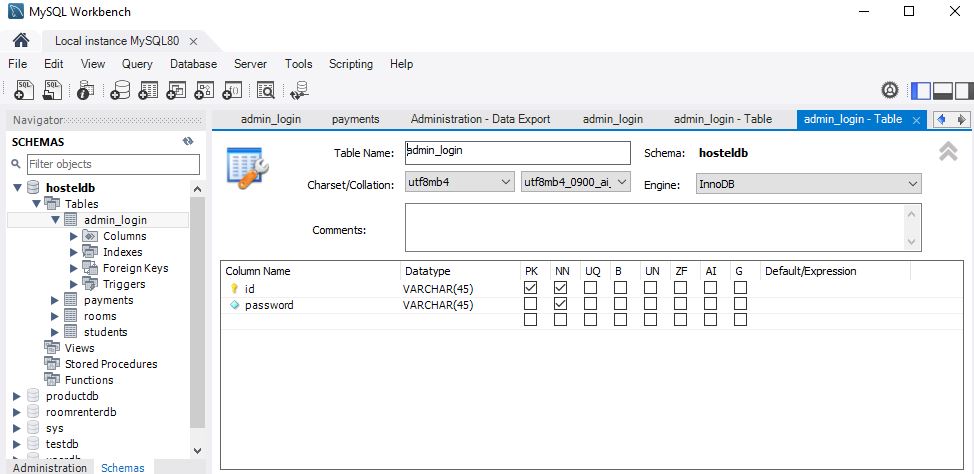 MySQL Workbench
Local instance MySQL80
File Edit View Query Database Server Tools Scripting Help
Navigator
SCHEMAS
Filter objects
hosteldb
Tables
admin_login
Columns
Indexes
Foreign Keys
Triggers
payments
rooms
students
Views
Stored Procedures
Functions
productdb
roomrenterdb
sys
testdb
Administration Schemas
admin_login payments Administration - Data Export admin_login admin_login - Table admin_login - Table
Table Name: admin_login Schema: hosteldb
Charset/Collation: utf8mb4 utf8mb4_0900_ai_ Engine: InnoDB
Comments:
Column Name Datatype PK NN UQ B UN ZF AI G Default/Expression
id VARCHAR(45)
password VARCHAR(45)